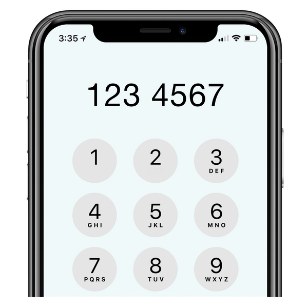 3:35
123 4567
1 2 3
DEF
4 5 6
GHI JKL MNO
7 8 9
PQRS TUV WXYZ